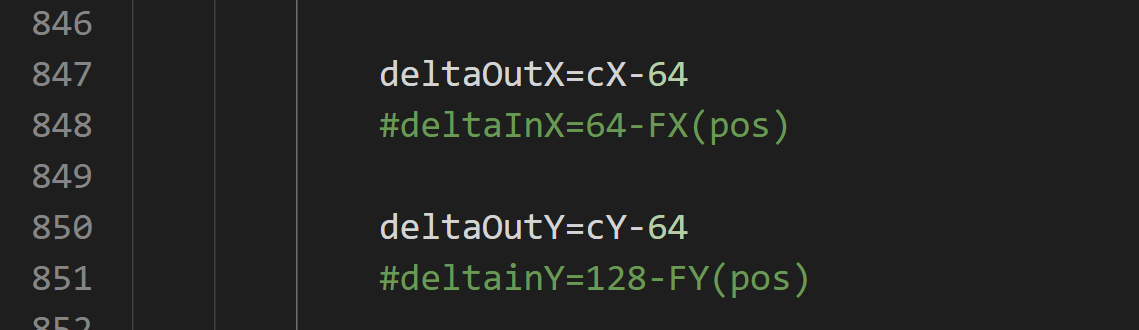 846
847 deltaOutX=cX-64
848 #deltaInX=64-FX(pos)
849
850 deltaOutY=cY-64
851 #deltainY=128-FY(pos)
852